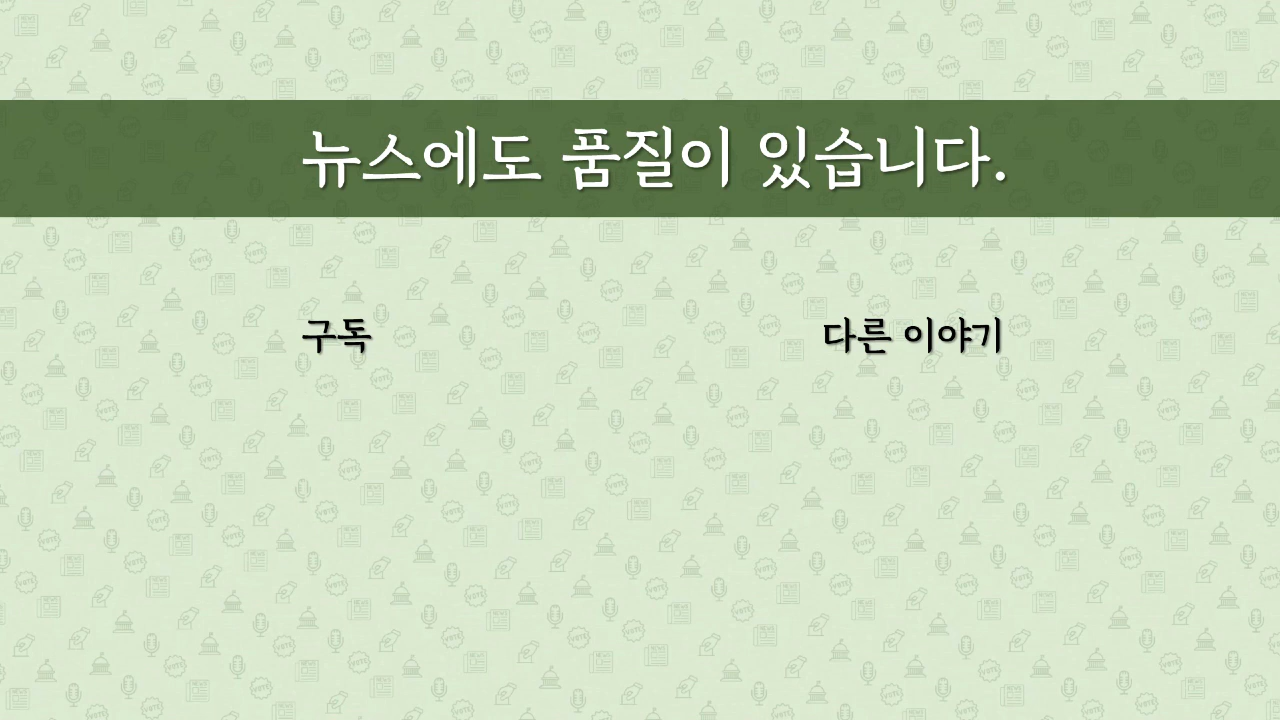 뉴스에도 품질이 있습니다.
구독
다른 이야기